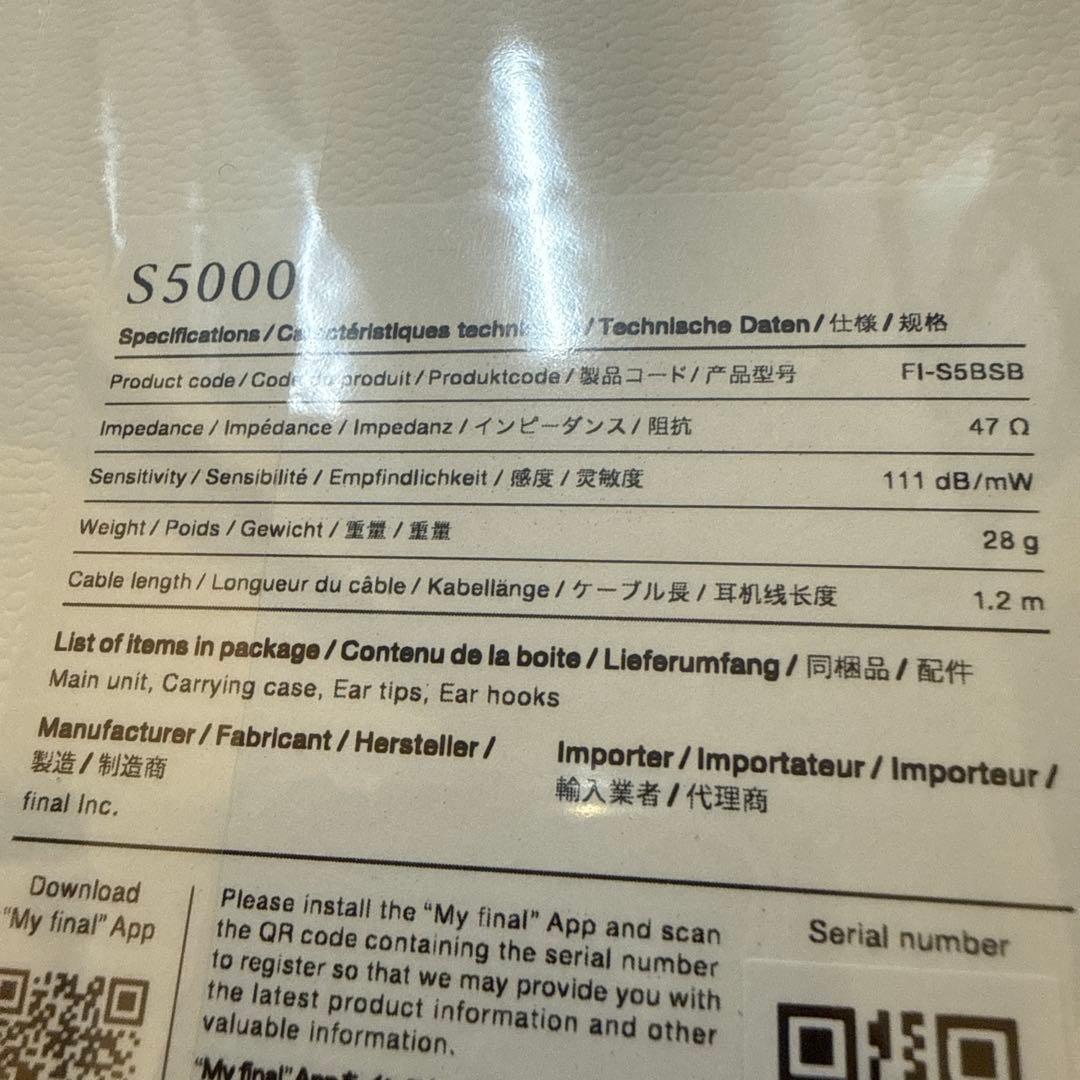 S5000
Specifications / Caractéristiques techniques / Technische Daten / 仕様 / 规格
Product code / Code du produit / Produktcode / 製品コード / 产品型号 FI-S5BSB
Impedance / Impédance / Impedanz / インピーダンス / 阻抗 47 Ω
Sensitivity / Sensibilité / Empfindlichkeit / 感度 / 灵敏度 111 dB/mW
Weight / Poids / Gewicht / 重量 / 重量 28 g
Cable length / Longueur du câble / Kabellänge / ケーブル長 / 耳机线长度 1.2 m
List of items in package / Contenu de la boite / Lieferumfang / 同梱品 / 配件
Main unit, Carrying case, Ear tips, Ear hooks
Manufacturer / Fabricant / Hersteller /
製造 / 制造商
final Inc.
Importer / Importateur / Importeur /
輸入業者 / 代理商
Download
“My final” App
Please install the “My final” App and scan
the QR code containing the serial number
to register so that we may provide you with
the latest product information and other
valuable information.
“My final” App
Serial number